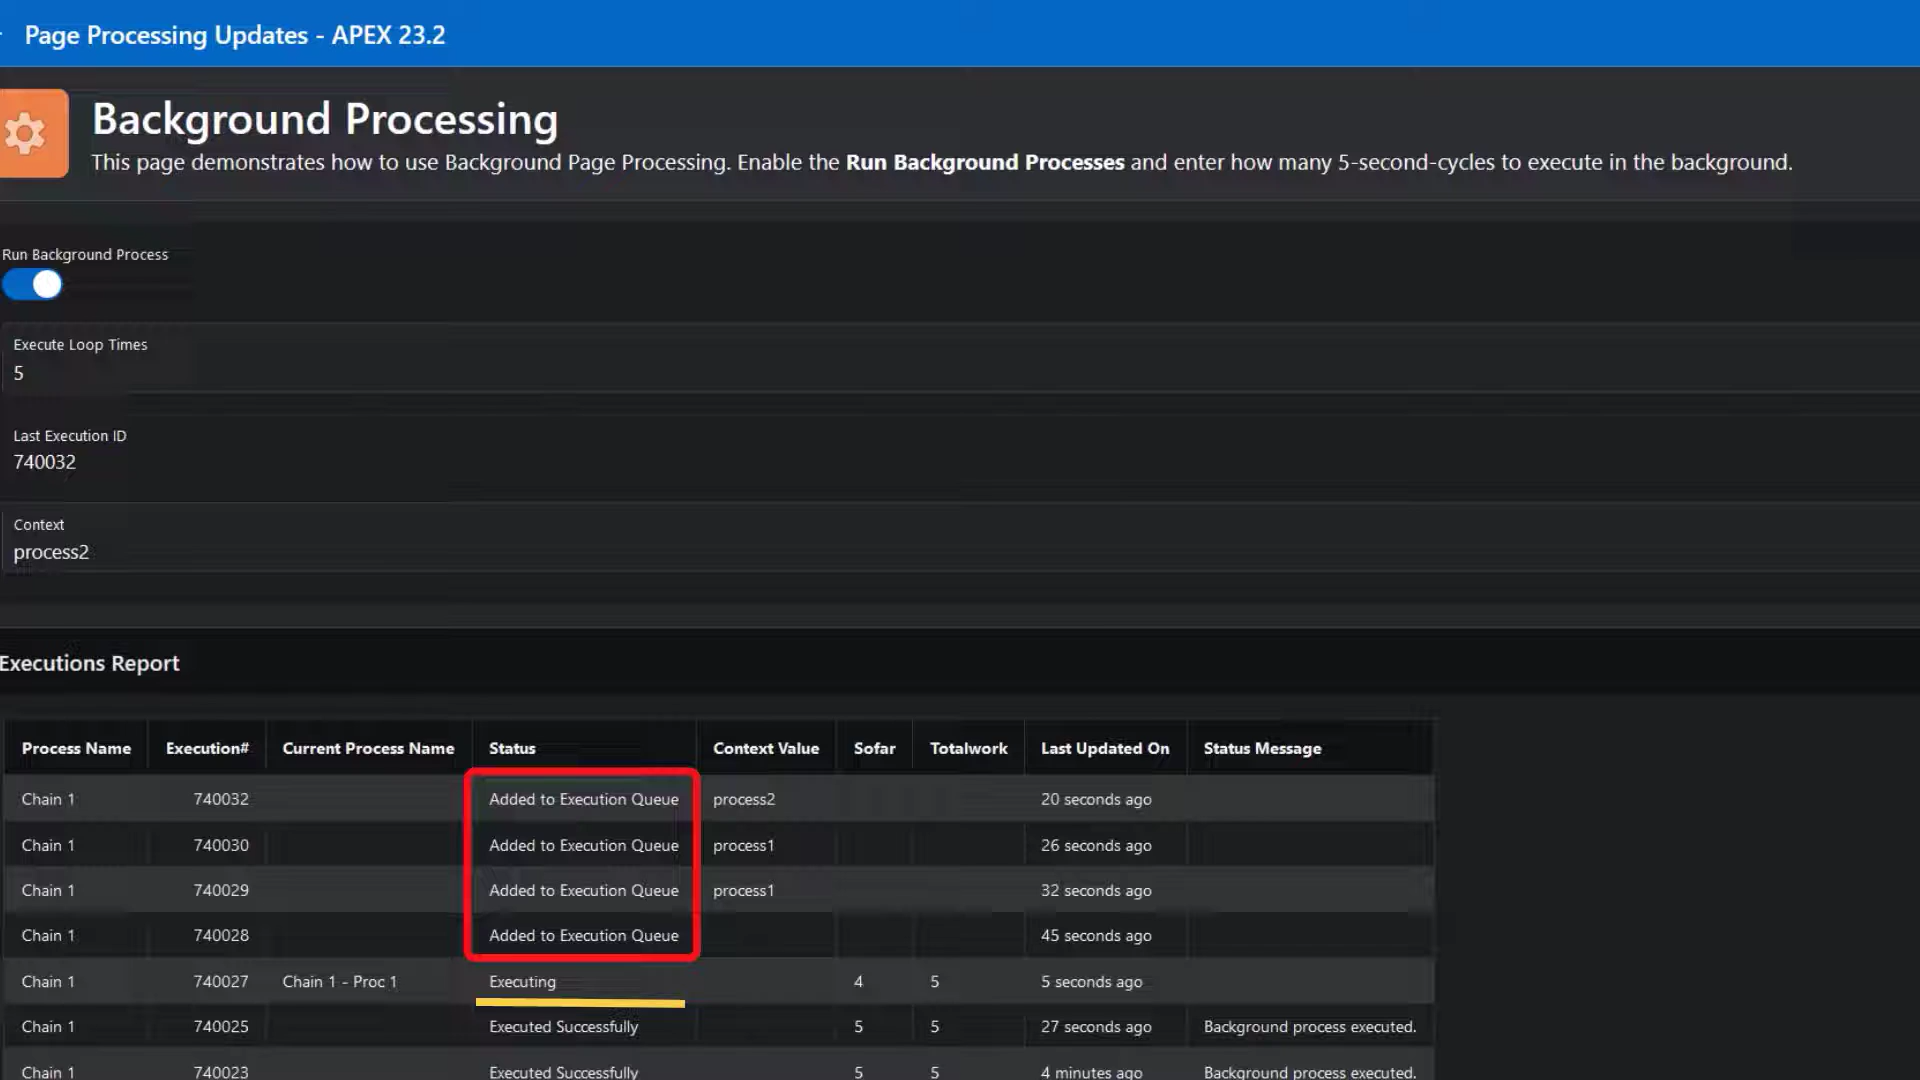 Page Processing Updates - APEX 23.2
Background Processing
This page demonstrates how to use Background Page Processing. Enable the Run Background Processes and enter how many 5-second-cycles to execute in the background.
Run Background Process
Execute Loop Times
5
Last Execution ID
740032
Context
process2
Executions Report
Process Name Execution# Current Process Name Status Context Value Sofar Totalwork Last Updated On Status Message
Chain 1 740032 Added to Execution Queue process2 20 seconds ago
Chain 1 740030 Added to Execution Queue process1 26 seconds ago
Chain 1 740029 Added to Execution Queue process1 32 seconds ago
Chain 1 740028 Added to Execution Queue 45 seconds ago
Chain 1 740027 Chain 1 - Proc 1 Executing 4 5 5 seconds ago
Chain 1 740025 Executed Successfully 5 5 27 seconds ago Background process executed.
Chain 1 740023 Executed Successfully 5 5 4 minutes ago Background process executed.